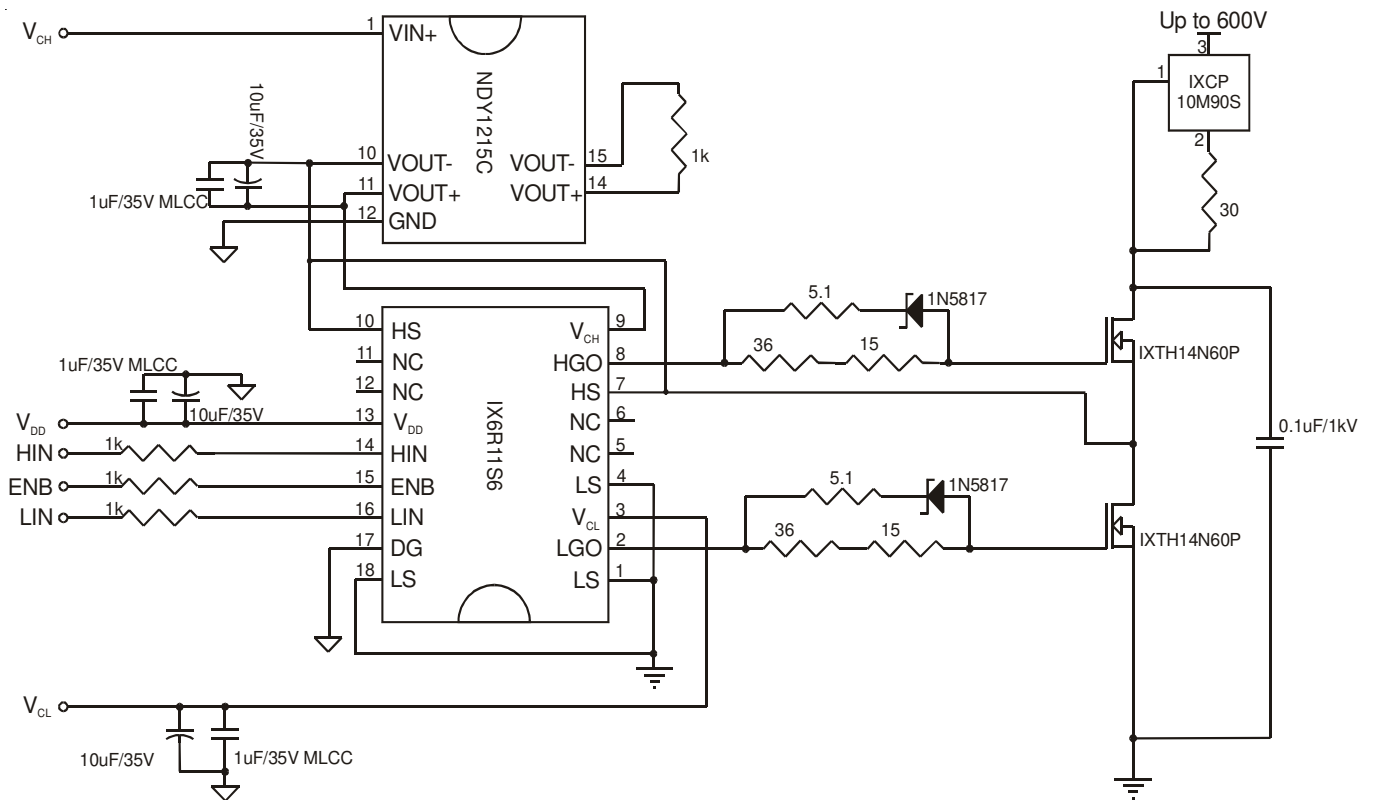 V_CH
1
VIN+
NDY1215C
10uF/35V
1uF/35V MLCC
10
VOUT-
11
VOUT+
12
GND
VOUT-
15
VOUT+
14
1k
Up to 600V
3
1
IXCP
10M90S
2
30
10
HS
11
NC
12
NC
1uF/35V MLCC
10uF/35V
V_DD
13
V_DD
HIN
1k
14
HIN
ENB
1k
15
ENB
LIN
1k
16
LIN
17
DG
18
LS
IX6R11S6
V_CH
9
HGO
8
HS
7
NC
6
NC
5
LS
4
V_CL
3
LGO
2
LS
1
5.1
1N5817
36
15
IXTH14N60P
5.1
1N5817
36
15
IXTH14N60P
0.1uF/1kV
V_CL
10uF/35V
1uF/35V MLCC